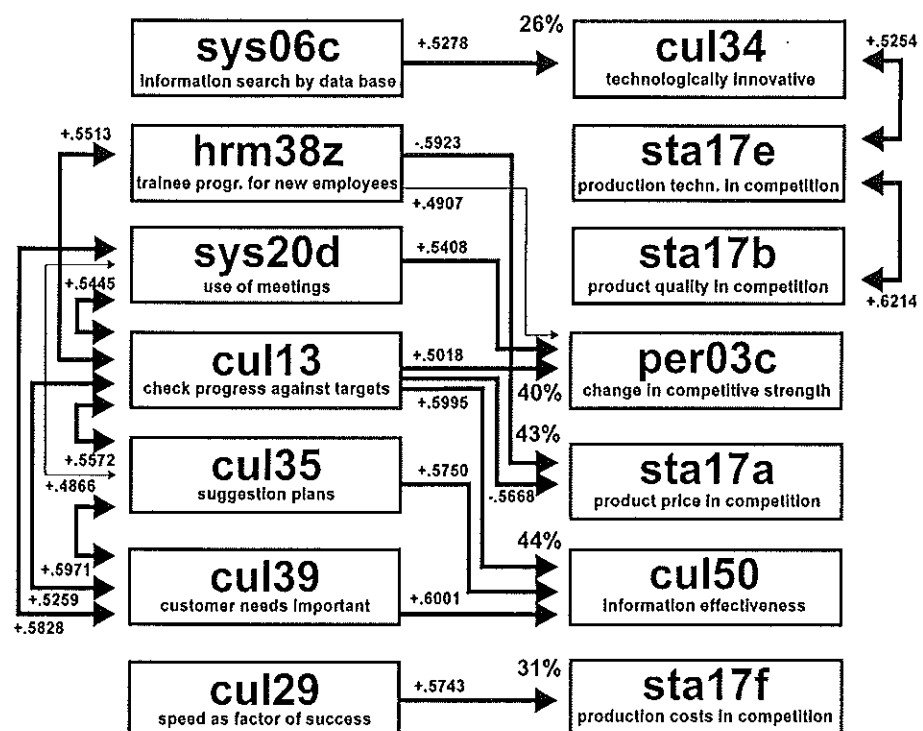 26%
sys06c
information search by data base
+.5278
cul34
technologically innovative
+.5254
+.5513
hrm38z
trainee progr. for new employees
-.5923
+.4907
sta17e
production techn. in competition
sys20d
use of meetings
+.5408
+.5445
sta17b
product quality in competition
+.6214
cul13
check progress against targets
+.5018
+.5995
40%
per03c
change in competitive strength
43%
+.5572
+.4866
cul35
suggestion plans
+.5750
-.5668
sta17a
product price in competition
44%
+.5971
+.5259
+.5828
cul39
customer needs important
+.6001
cul50
information effectiveness
31%
cul29
speed as factor of success
+.5743
sta17f
production costs in competition